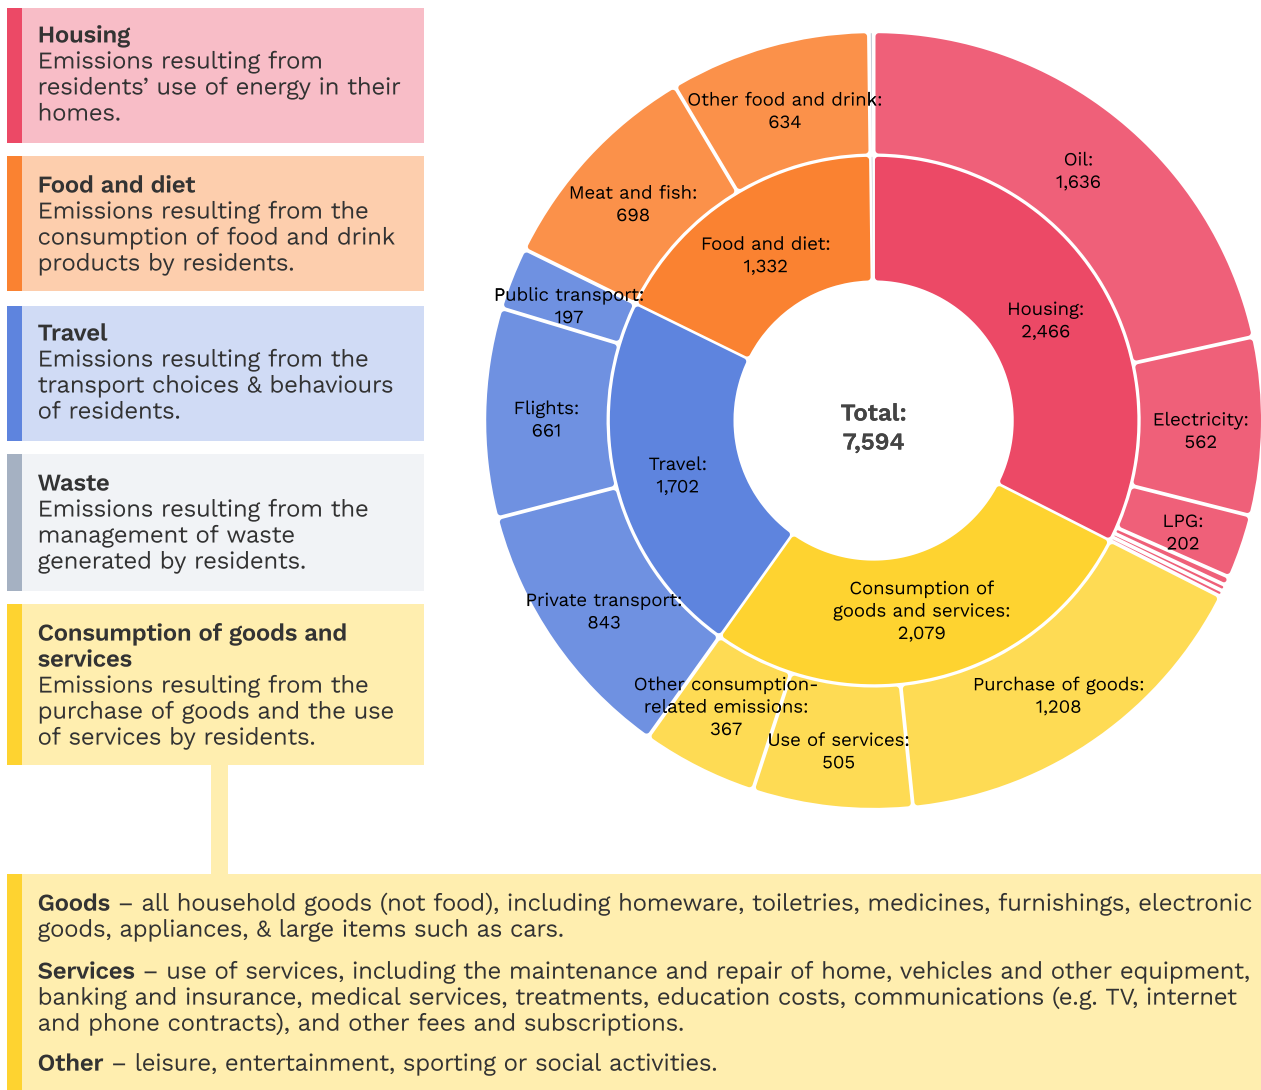 Housing
Emissions resulting from
residents’ use of energy in their
homes.
Food and diet
Emissions resulting from the
consumption of food and drink
products by residents.
Travel
Emissions resulting from the
transport choices & behaviours
of residents.
Waste
Emissions resulting from the
management of waste
generated by residents.
Consumption of goods and
services
Emissions resulting from the
purchase of goods and the use
of services by residents.
Other food and drink:
634
Oil:
1,636
Meat and fish:
698
Food and diet:
1,332
Public transport:
197
Housing:
2,466
Flights:
661
Total:
7,594
Electricity:
562
Travel:
1,702
LPG:
202
Private transport:
843
Consumption of
goods and services:
2,079
Other consumption-
related emissions:
367
Use of services:
505
Purchase of goods:
1,208
Goods – all household goods (not food), including homeware, toiletries, medicines, furnishings, electronic
goods, appliances, & large items such as cars.
Services – use of services, including the maintenance and repair of home, vehicles and other equipment,
banking and insurance, medical services, treatments, education costs, communications (e.g. TV, internet
and phone contracts), and other fees and subscriptions.
Other – leisure, entertainment, sporting or social activities.